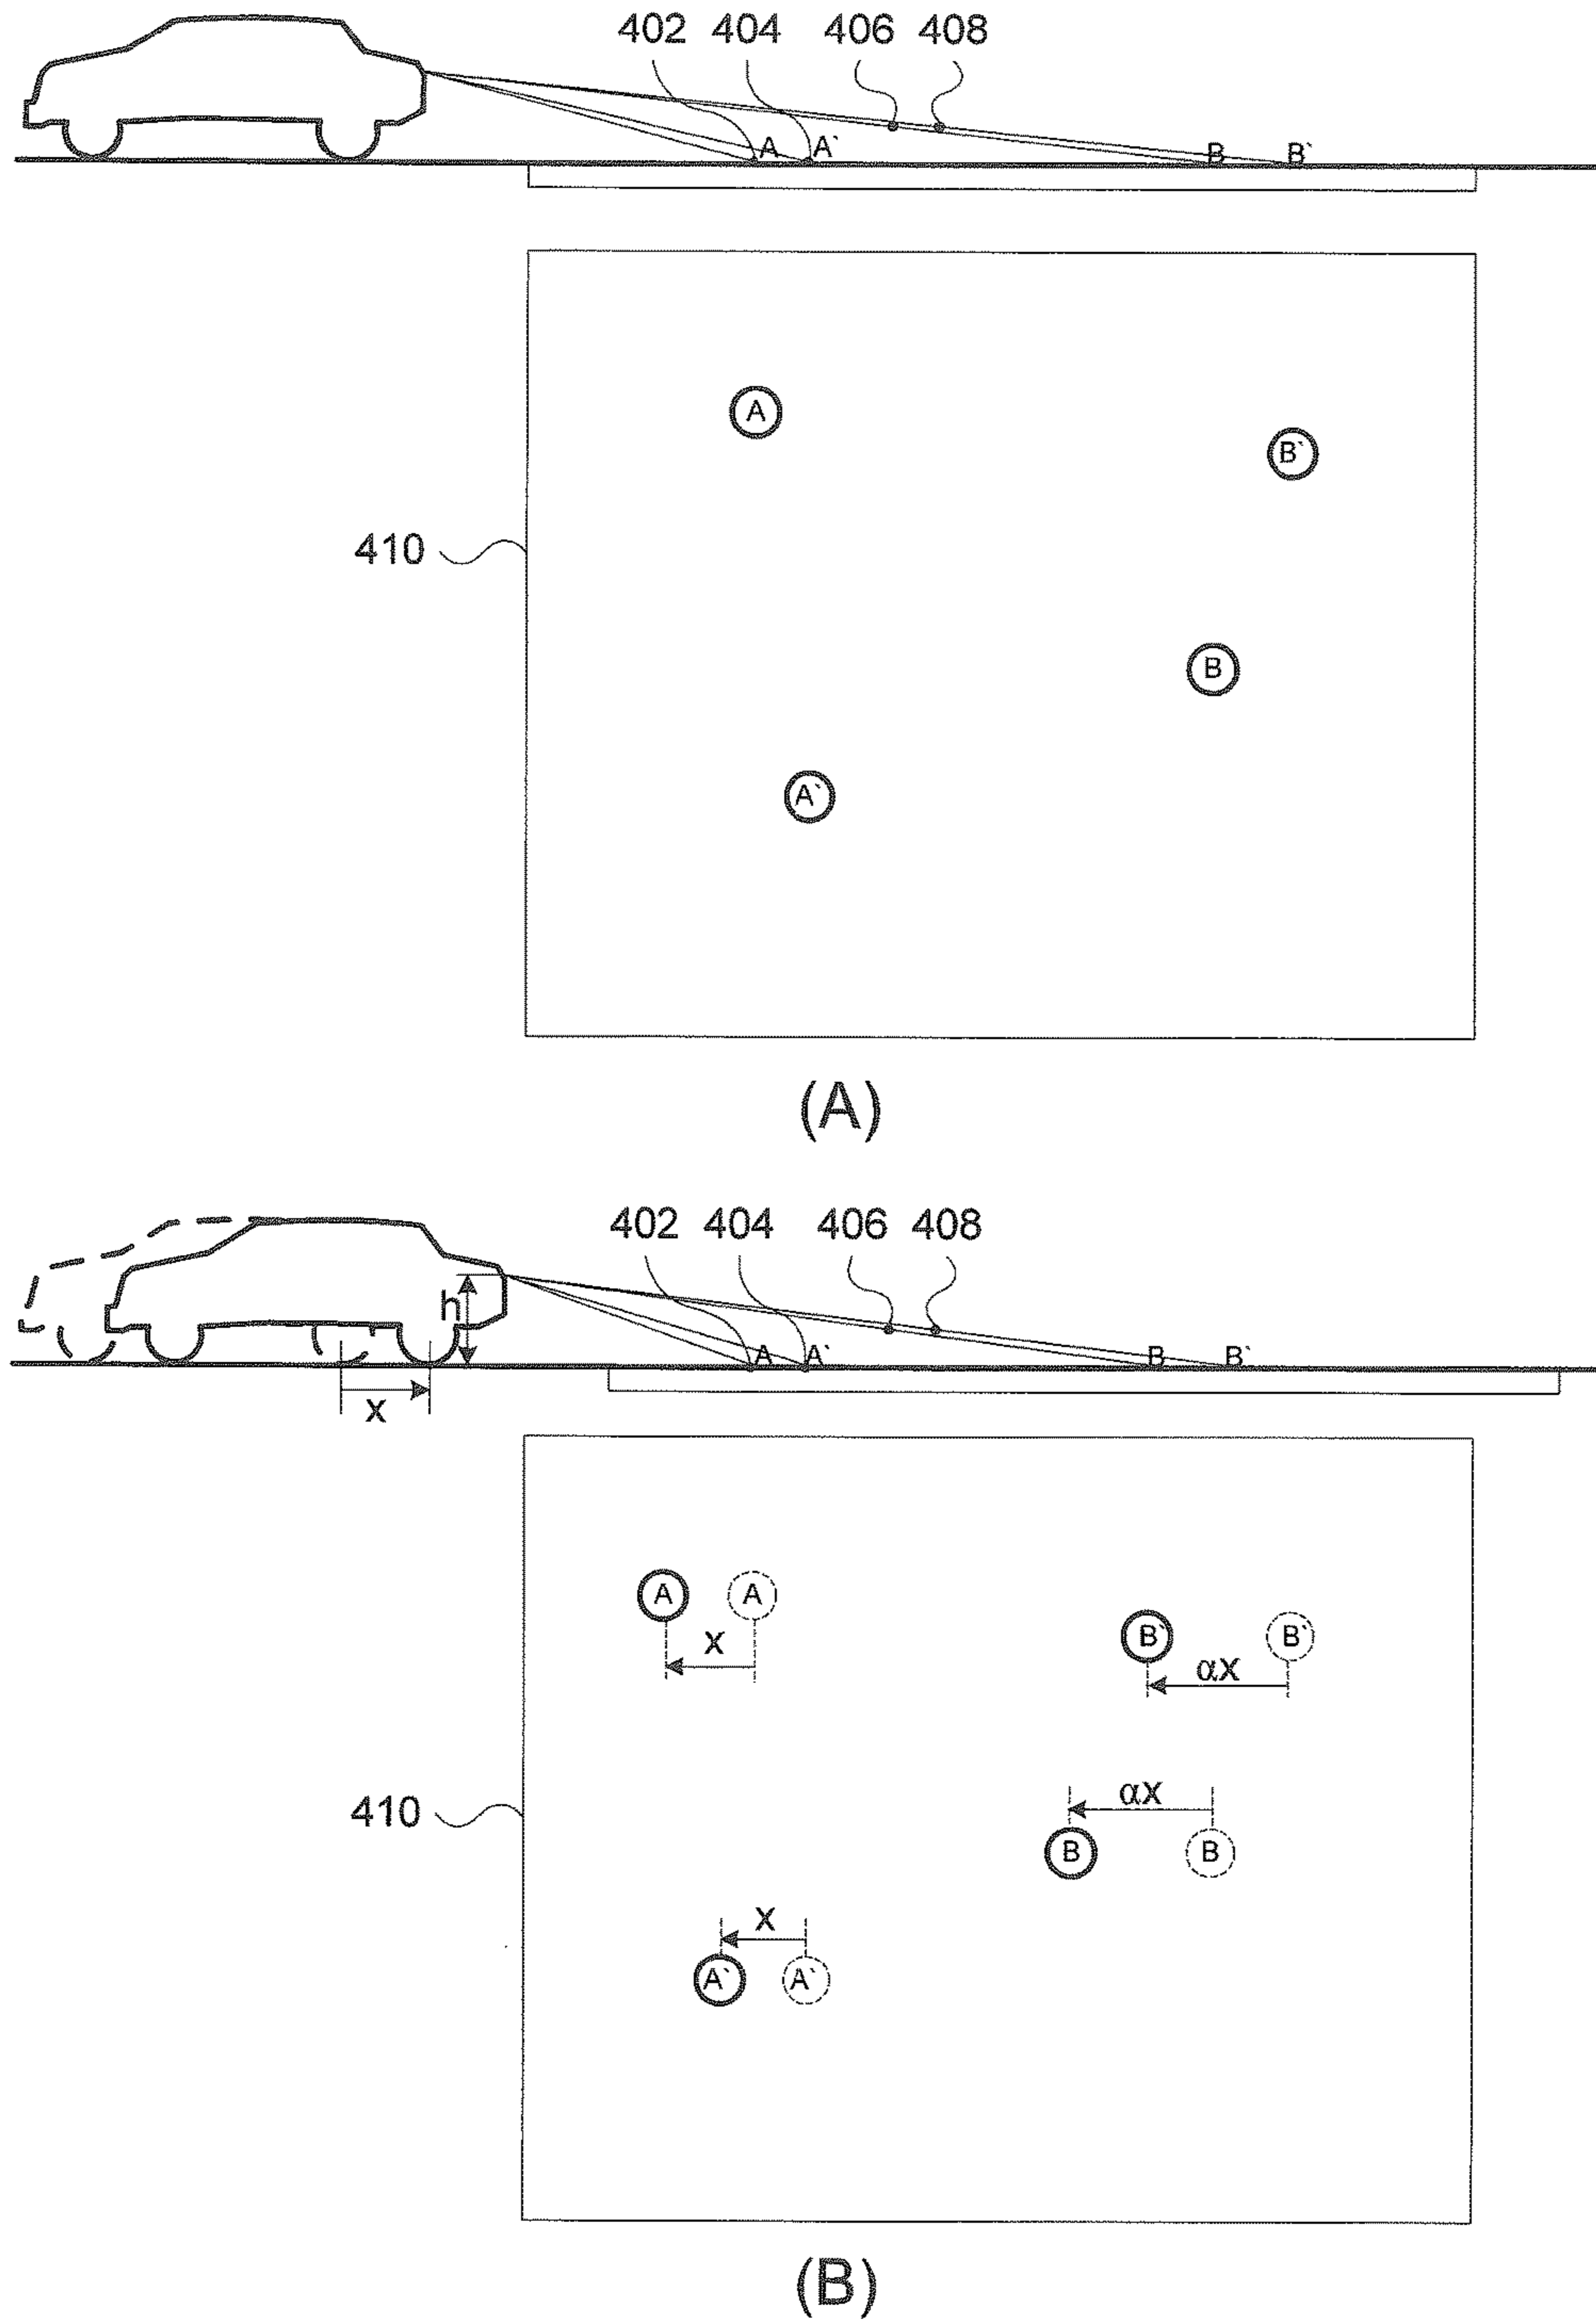 402 404 406 408
A A` B B`
A
B`
410
B
A`
(A)
402 404 406 408
h
A A` B B`
x
A A
B` B`
x
αx
αx
410
B B
x
A` A`
(B)